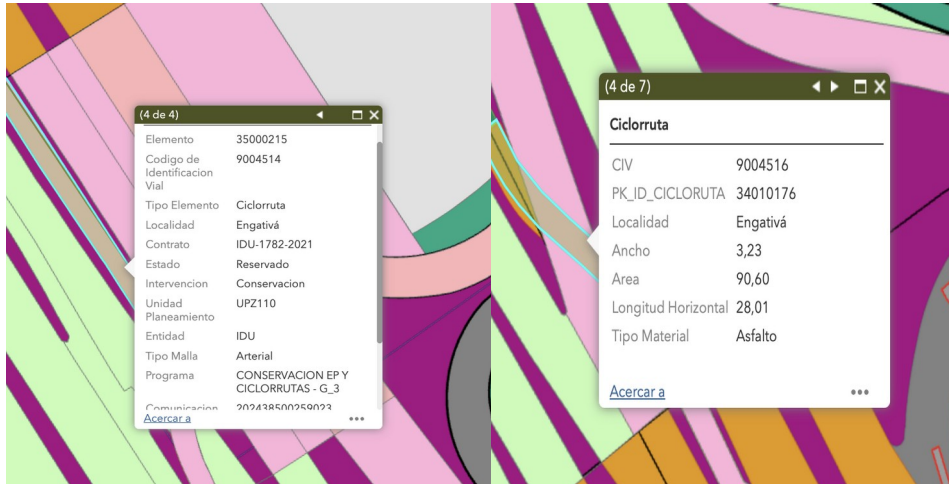 (4 de 4)
Elemento 35000215
Codigo de Identificacion Vial 9004514
Tipo Elemento Ciclorruta
Localidad Engativá
Contrato IDU-1782-2021
Estado Reservado
Intervencion Conservacion
Unidad Planeamiento UPZ110
Entidad IDU
Tipo Malla Arterial
Programa CONSERVACION EP Y CICLORRUTAS - G_3
Comunicacion 202438500259023
Acercar a
(4 de 7)
Ciclorruta
CIV 9004516
PK_ID_CICLORUTA 34010176
Localidad Engativá
Ancho 3,23
Area 90,60
Longitud Horizontal 28,01
Tipo Material Asfalto
Acercar a